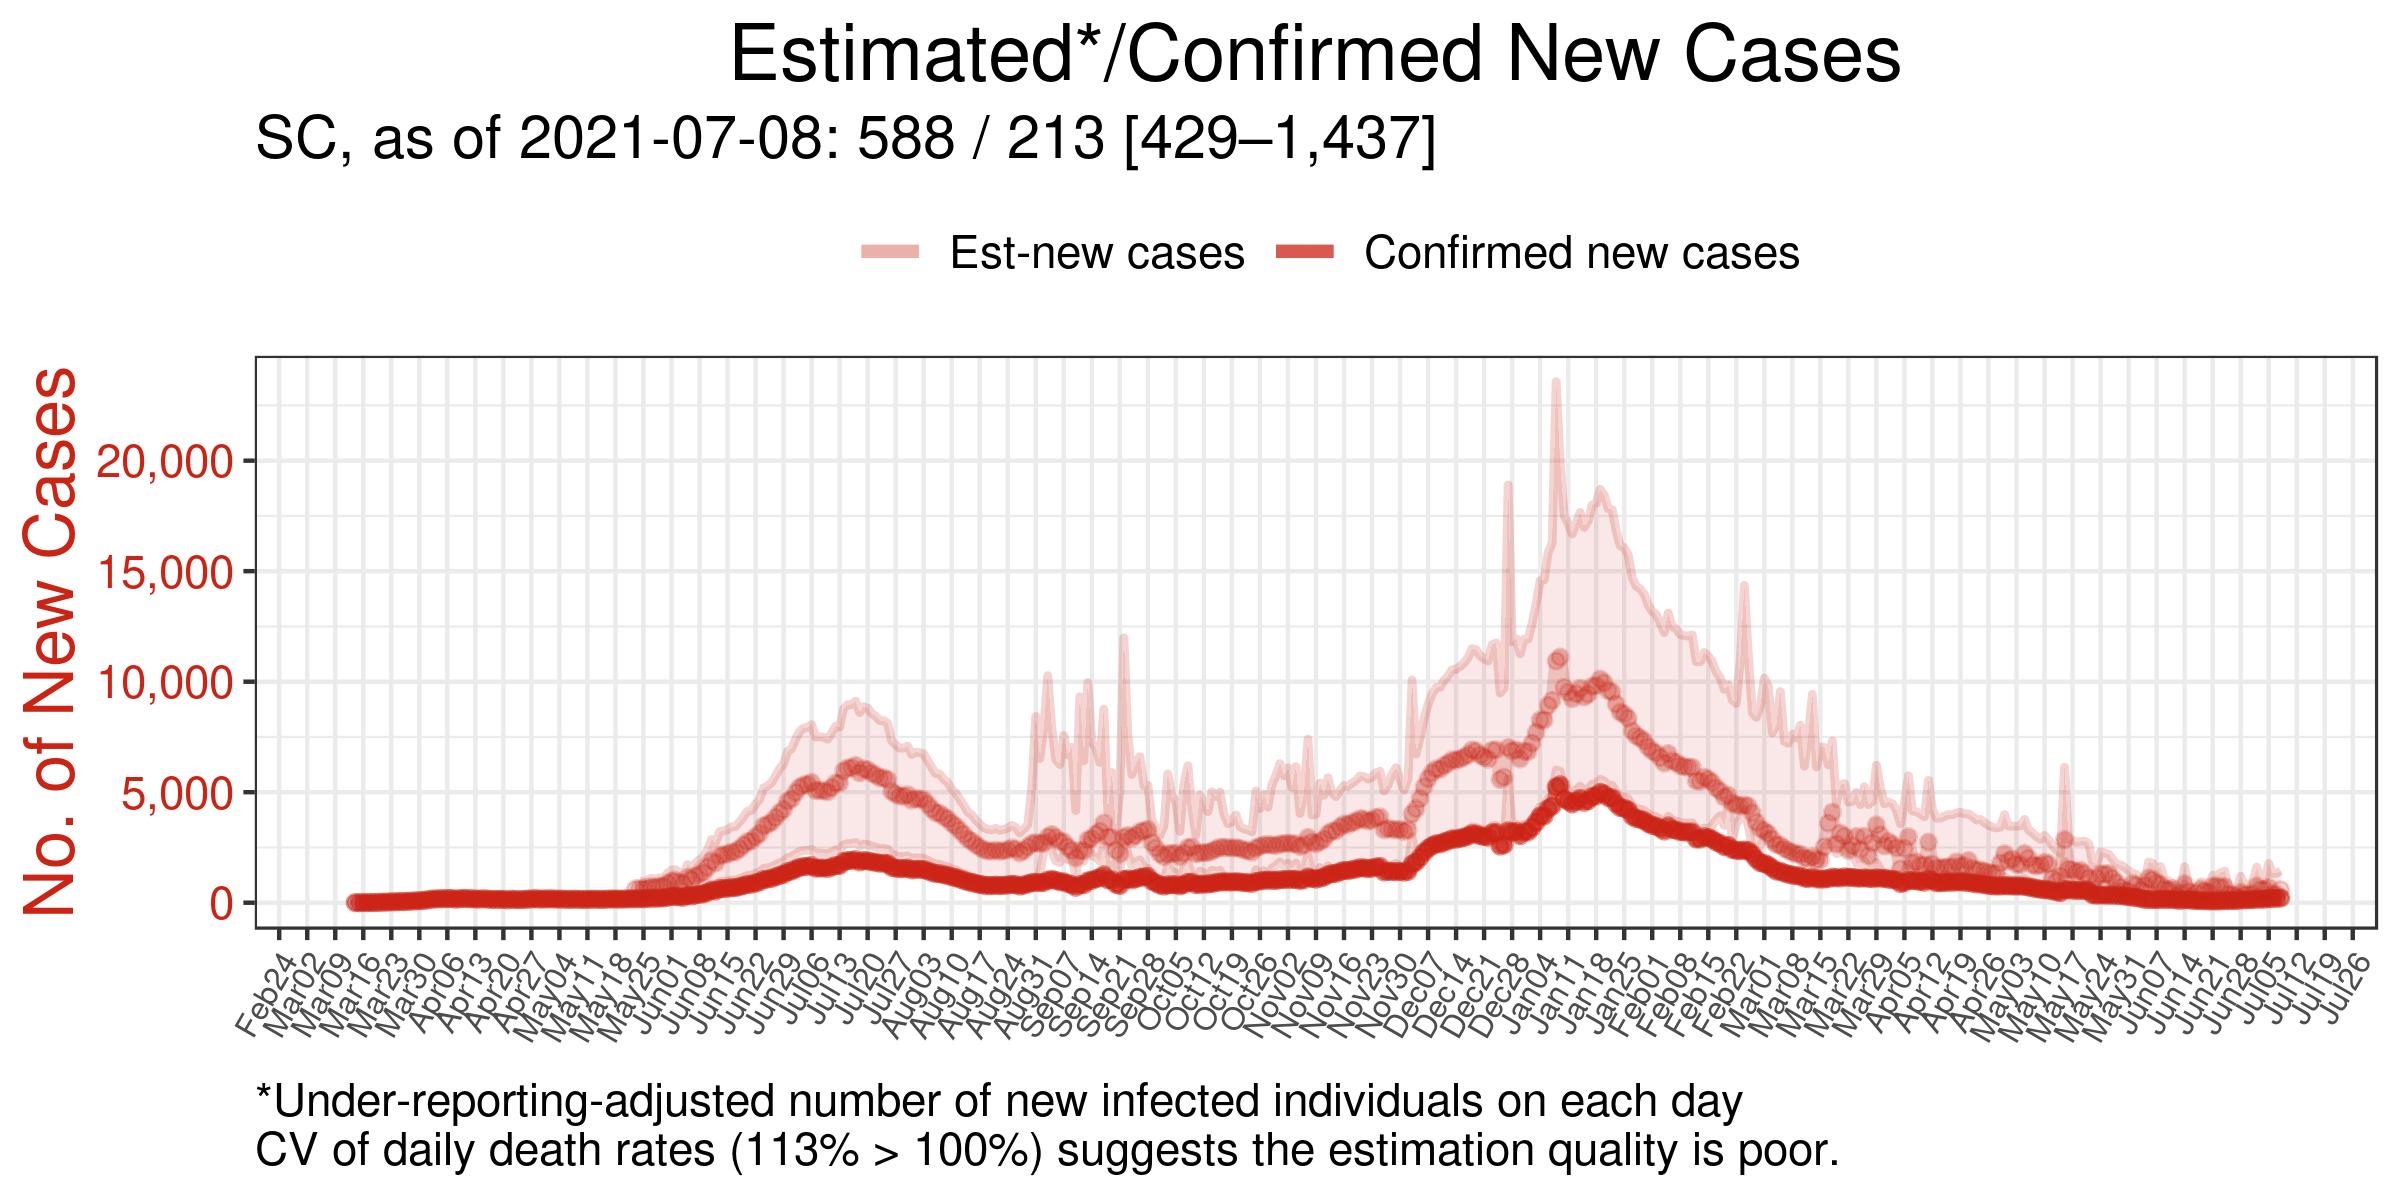 Estimated*/Confirmed New Cases
SC, as of 2021-07-08: 588 / 213 [429–1,437]
Est-new cases
Confirmed new cases
No. of New Cases
20,000
15,000
10,000
5,000
0
Feb24
Mar02
Mar09
Mar16
Mar23
Mar30
Apr06
Apr13
Apr20
Apr27
May04
May11
May18
May25
Jun01
Jun08
Jun15
Jun22
Jun29
Jul06
Jul13
Jul20
Jul27
Aug03
Aug10
Aug17
Aug24
Aug31
Sep07
Sep14
Sep21
Sep28
Oct05
Oct12
Oct19
Oct26
Nov02
Nov09
Nov16
Nov23
Nov30
Dec07
Dec14
Dec21
Dec28
Jan04
Jan11
Jan18
Jan25
Feb01
Feb08
Feb15
Feb22
Mar01
Mar08
Mar15
Mar22
Mar29
Apr05
Apr12
Apr19
Apr26
May03
May10
May17
May24
May31
Jun07
Jun14
Jun21
Jun28
Jul05
Jul12
Jul19
Jul26
*Under-reporting-adjusted number of new infected individuals on each day
CV of daily death rates (113% > 100%) suggests the estimation quality is poor.